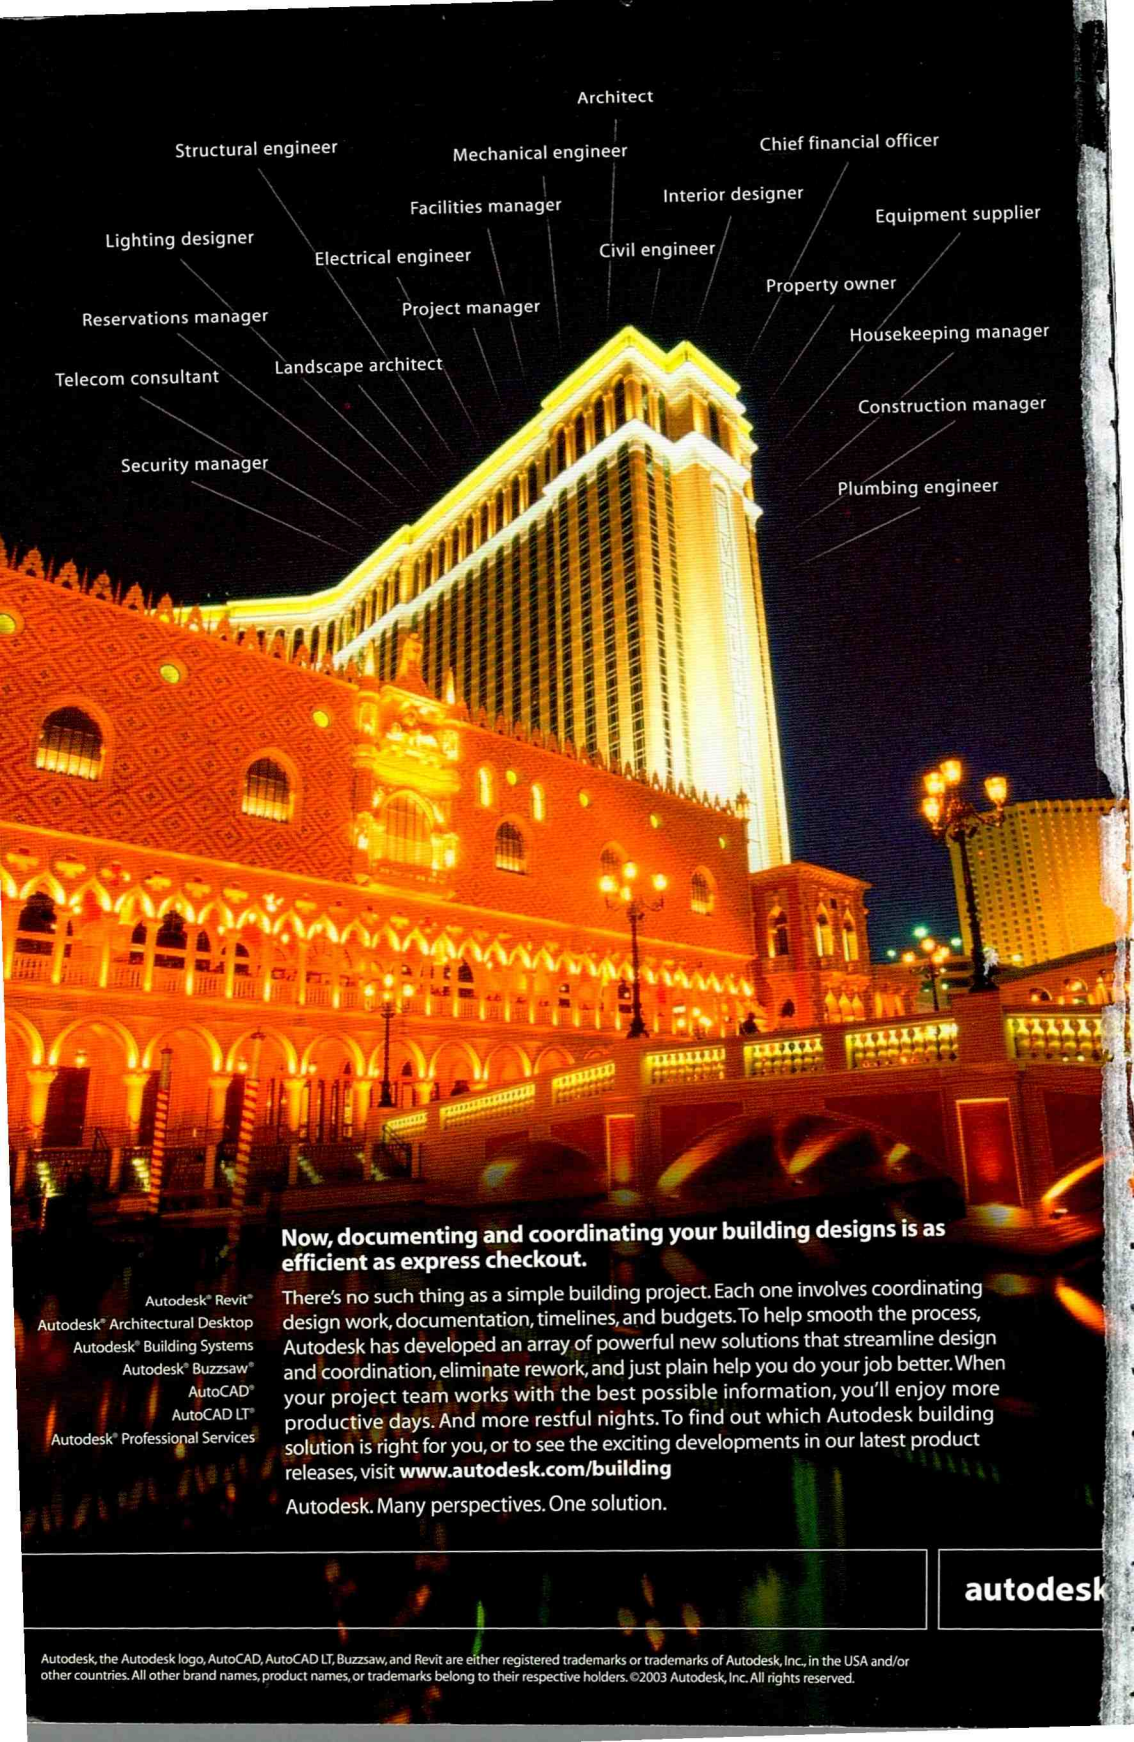 Architect
Structural engineer
Mechanical engineer
Chief financial officer
Facilities manager
Interior designer
Equipment supplier
Lighting designer
Electrical engineer
Civil engineer
Property owner
Reservations manager
Project manager
Housekeeping manager
Telecom consultant
Landscape architect
Construction manager
Security manager
Plumbing engineer
Now, documenting and coordinating your building designs is as
efficient as express checkout.
Autodesk® Revit®
Autodesk® Architectural Desktop
Autodesk® Building Systems
Autodesk® Buzzsaw®
AutoCAD®
AutoCAD LT®
Autodesk® Professional Services
There's no such thing as a simple building project. Each one involves coordinating
design work, documentation, timelines, and budgets. To help smooth the process,
Autodesk has developed an array of powerful new solutions that streamline design
and coordination, eliminate rework, and just plain help you do your job better. When
your project team works with the best possible information, you'll enjoy more
productive days. And more restful nights. To find out which Autodesk building
solution is right for you, or to see the exciting developments in our latest product
releases, visit www.autodesk.com/building
Autodesk. Many perspectives. One solution.
autodesk
Autodesk, the Autodesk logo, AutoCAD, AutoCAD LT, Buzzsaw, and Revit are either registered trademarks or trademarks of Autodesk, Inc., in the USA and/or
other countries. All other brand names, product names, or trademarks belong to their respective holders. ©2003 Autodesk, Inc. All rights reserved.